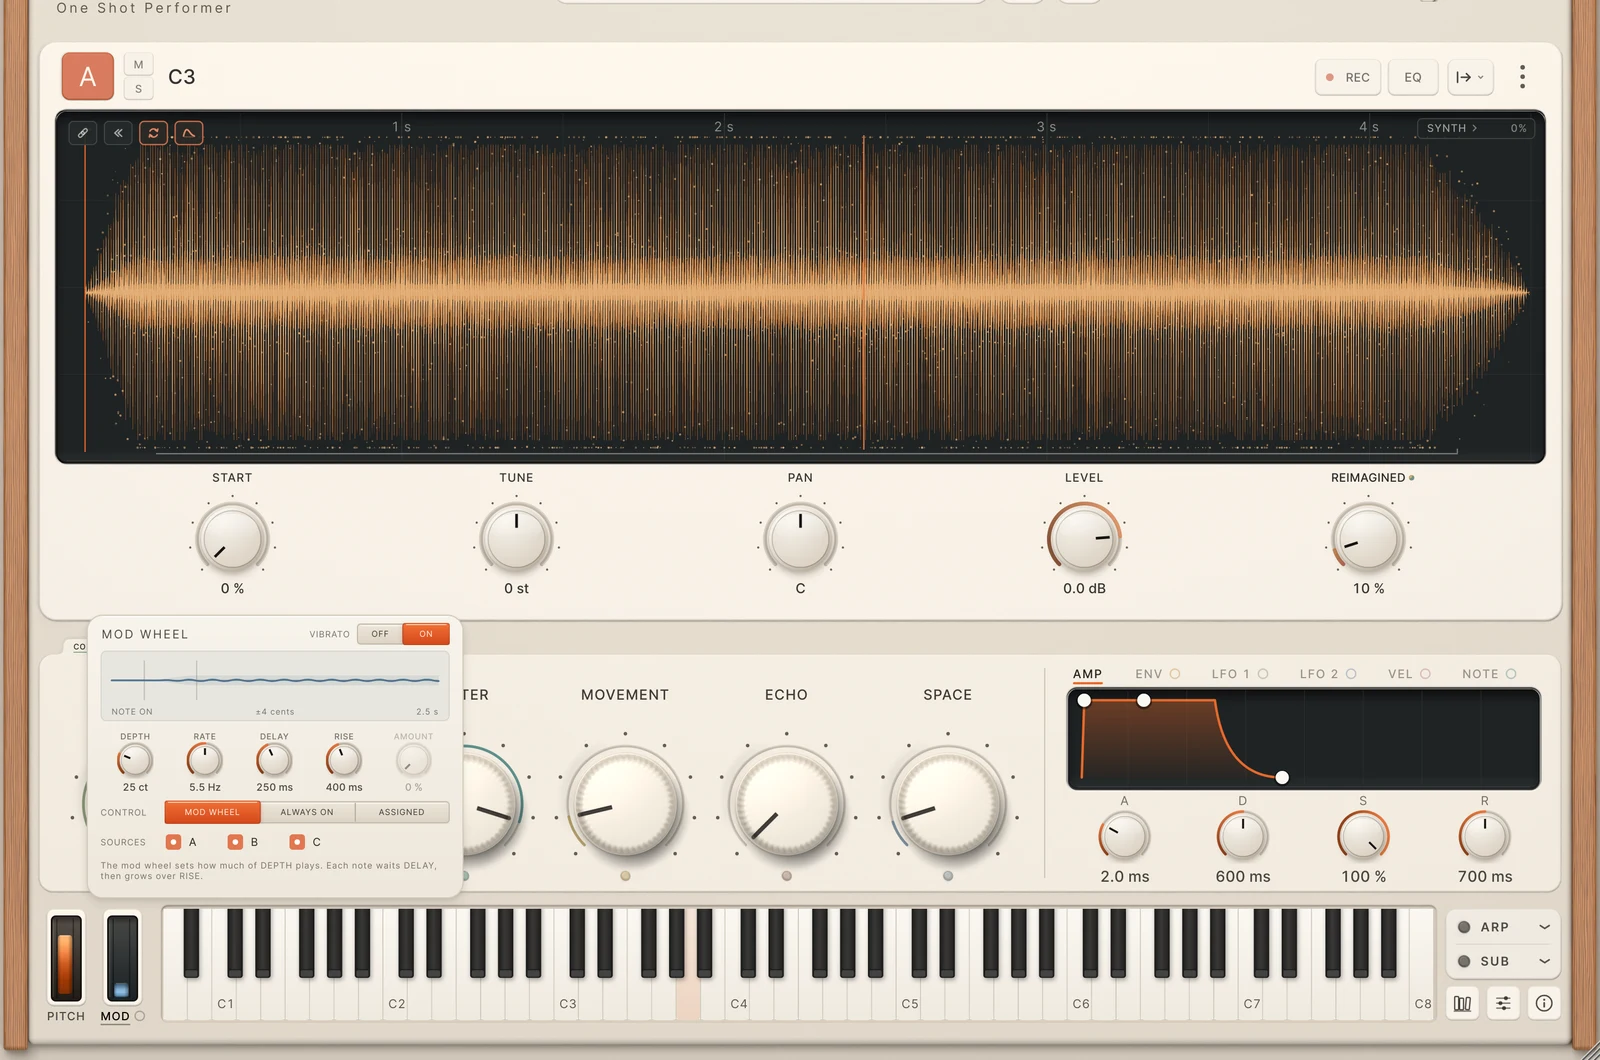 One Shot Performer
A
M
S
C3
REC
EQ
1 s
2 s
3 s
4 s
SYNTH
0%
START
TUNE
PAN
LEVEL
REIMAGINED
0 %
0 st
C
0.0 dB
10 %
MOD WHEEL
VIBRATO
OFF
ON
NOTE ON
±4 cents
2.5 s
DEPTH
RATE
DELAY
RISE
AMOUNT
25 ct
5.5 Hz
250 ms
400 ms
0 %
CONTROL
MOD WHEEL
ALWAYS ON
ASSIGNED
SOURCES
A
B
C
The mod wheel sets how much of DEPTH plays. Each note waits DELAY,
then grows over RISE.
MOVEMENT
ECHO
SPACE
AMP
ENV
LFO 1
LFO 2
VEL
NOTE
A
D
S
R
2.0 ms
600 ms
100 %
700 ms
PITCH
MOD
C1
C2
C3
C4
C5
C6
C7
C8
ARP
SUB